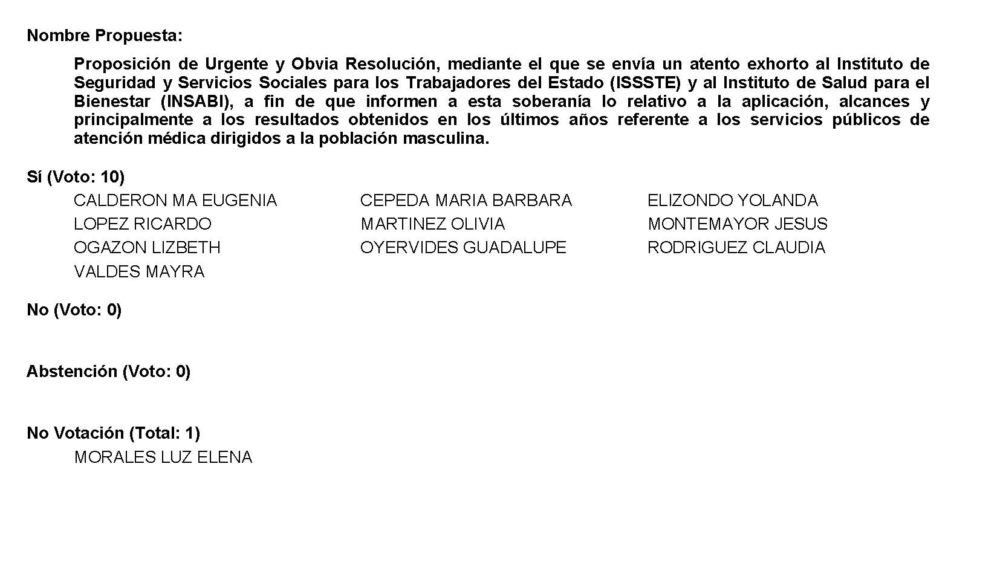 Nombre Propuesta:
Proposición de Urgente y Obvia Resolución, mediante el que se envía un atento exhorto al Instituto de
Seguridad y Servicios Sociales para los Trabajadores del Estado (ISSSTE) y al Instituto de Salud para el
Bienestar (INSABI), a fin de que informen a esta soberanía lo relativo a la aplicación, alcances y
principalmente a los resultados obtenidos en los últimos años referente a los servicios públicos de
atención médica dirigidos a la población masculina.
Sí (Voto: 10)
CALDERON MA EUGENIA CEPEDA MARIA BARBARA ELIZONDO YOLANDA
LOPEZ RICARDO MARTINEZ OLIVIA MONTEMAYOR JESUS
OGAZON LIZBETH OYERVIDES GUADALUPE RODRIGUEZ CLAUDIA
VALDES MAYRA
No (Voto: 0)
Abstención (Voto: 0)
No Votación (Total: 1)
MORALES LUZ ELENA